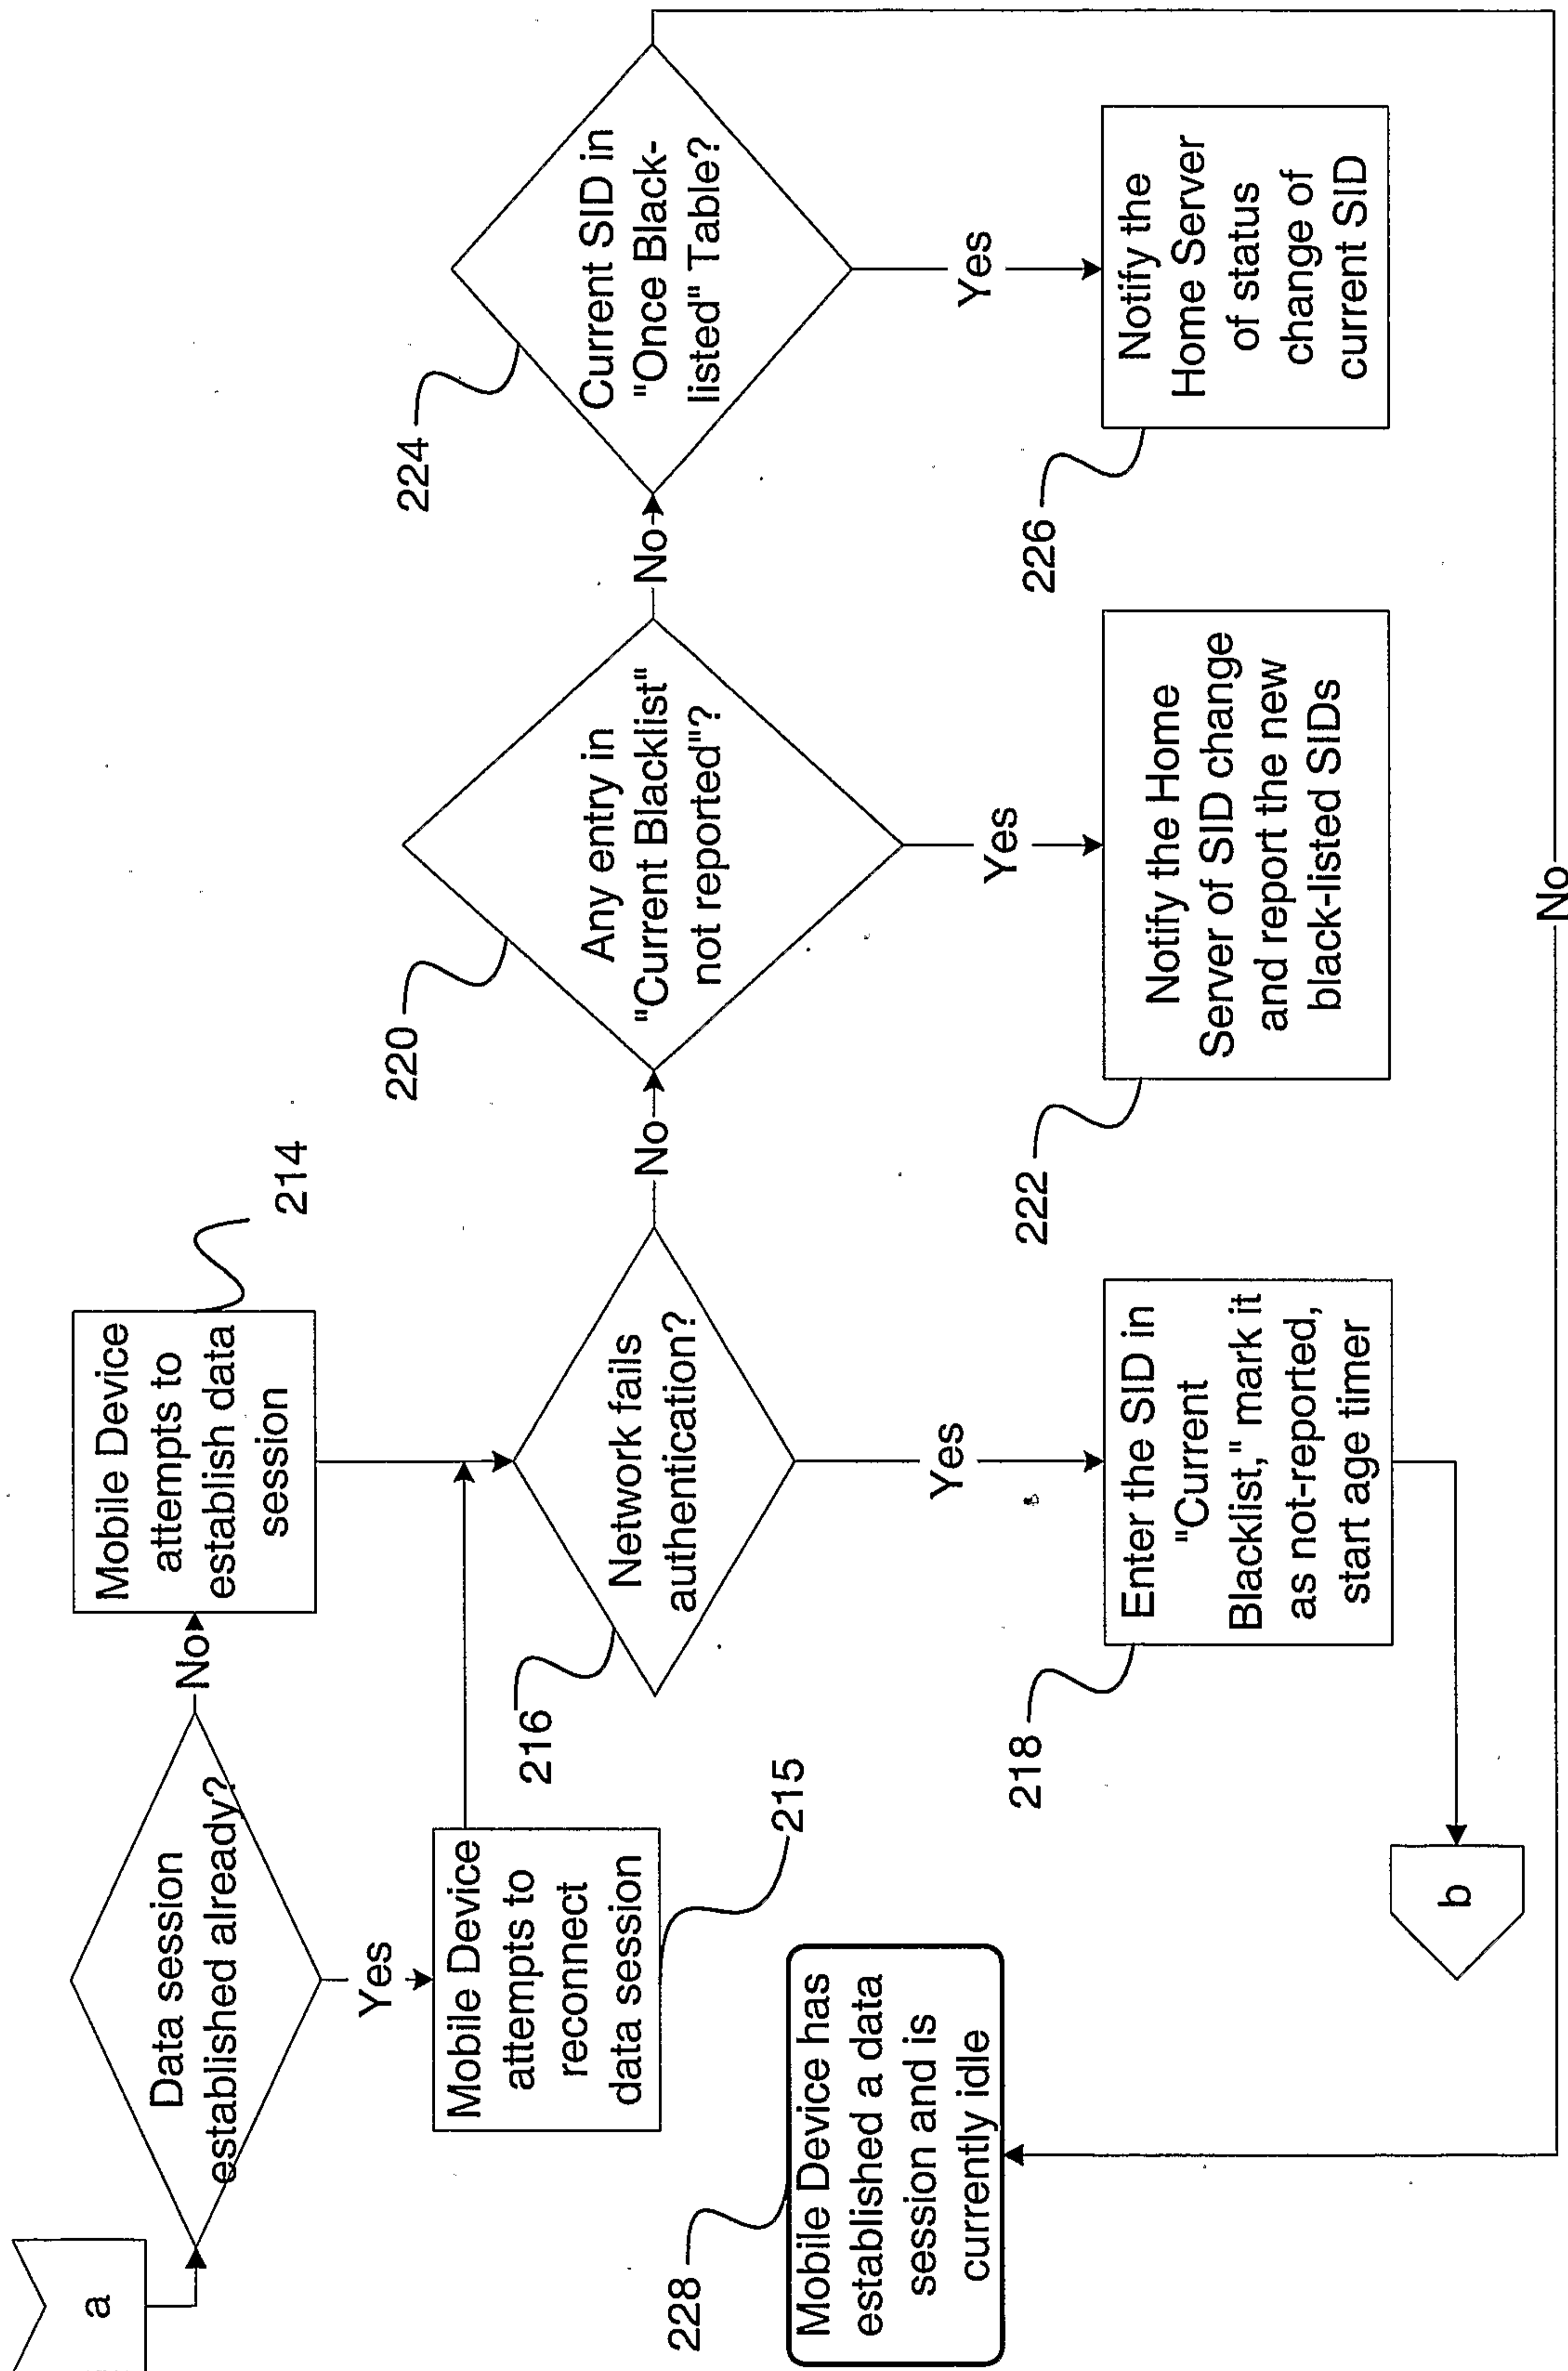 a
Data session
established already?
No
Mobile Device
attempts to
establish data
session
214
Yes
Mobile Device
attempts to
reconnect
data session
215
216
Network fails
authentication?
No
220
Any entry in
"Current Blacklist"
not reported"?
No
224
Current SID in
"Once Black-
listed" Table?
Yes
218
Enter the SID in
"Current
Blacklist," mark it
as not-reported,
start age timer
b
Yes
222
Notify the Home
Server of SID change
and report the new
black-listed SIDs
Yes
226
Notify the
Home Server
of status
change of
current SID
No
228
Mobile Device has
established a data
session and is
currently idle